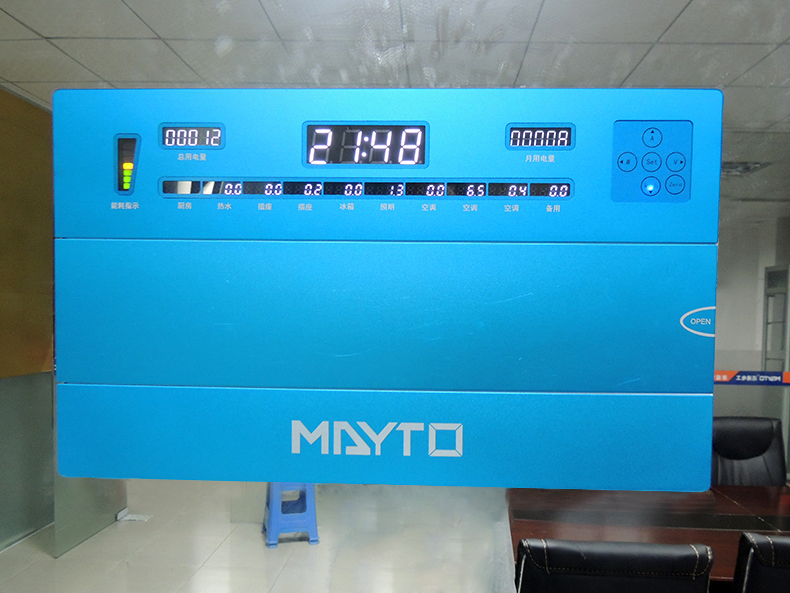 00012
21:48
0000A
总用电量
月用电量
A
#
Set
V
Zero
0.0 0.0 0.2 0.0 1.3 0.0 6.5 0.4 0.0
能耗指示
厨房 热水 插座 插座 冰箱 照明 空调 空调 空调 备用
OPEN
MAYTO